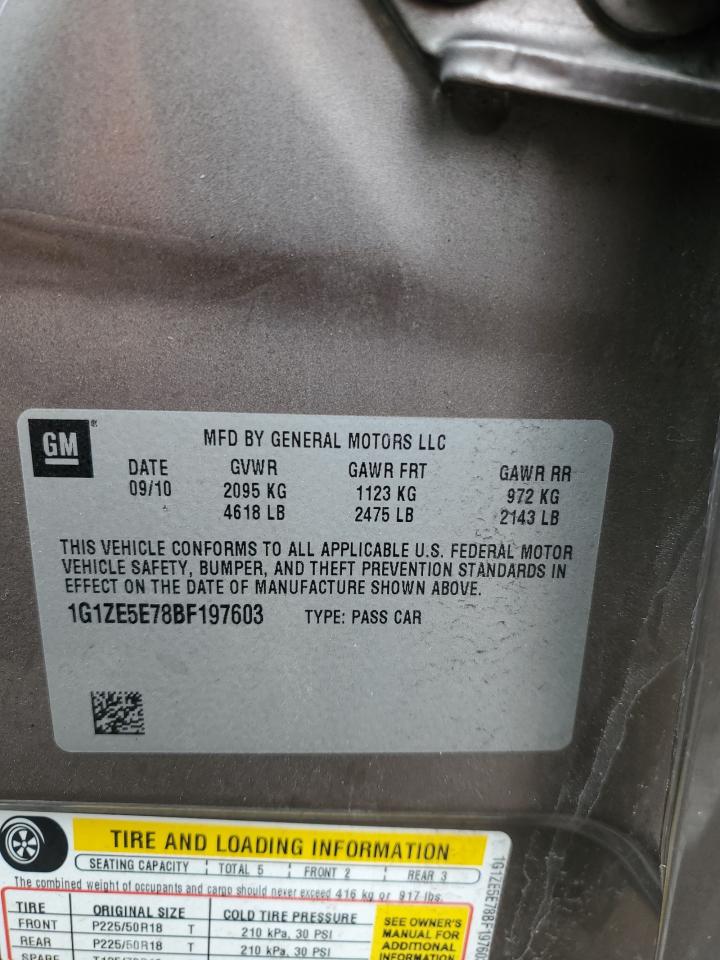 GM ®
MFD BY GENERAL MOTORS LLC
DATE GVWR GAWR FRT GAWR RR
09/10 2095 KG 1123 KG 972 KG
4618 LB 2475 LB 2143 LB
THIS VEHICLE CONFORMS TO ALL APPLICABLE U.S. FEDERAL MOTOR
VEHICLE SAFETY, BUMPER, AND THEFT PREVENTION STANDARDS IN
EFFECT ON THE DATE OF MANUFACTURE SHOWN ABOVE.
1G1ZE5E78BF197603 TYPE: PASS CAR
TIRE AND LOADING INFORMATION
SEATING CAPACITY TOTAL 5 FRONT 2 REAR 3
The combined weight of occupants and cargo should never exceed 416 kg or 917 lbs.
TIRE ORIGINAL SIZE COLD TIRE PRESSURE
FRONT P225/50R18 T 210 kPa, 30 PSI
REAR P225/50R18 T 210 kPa, 30 PSI
SPARE
SEE OWNER'S
MANUAL FOR
ADDITIONAL
INFORMATION
1G1ZE5E78BF197603